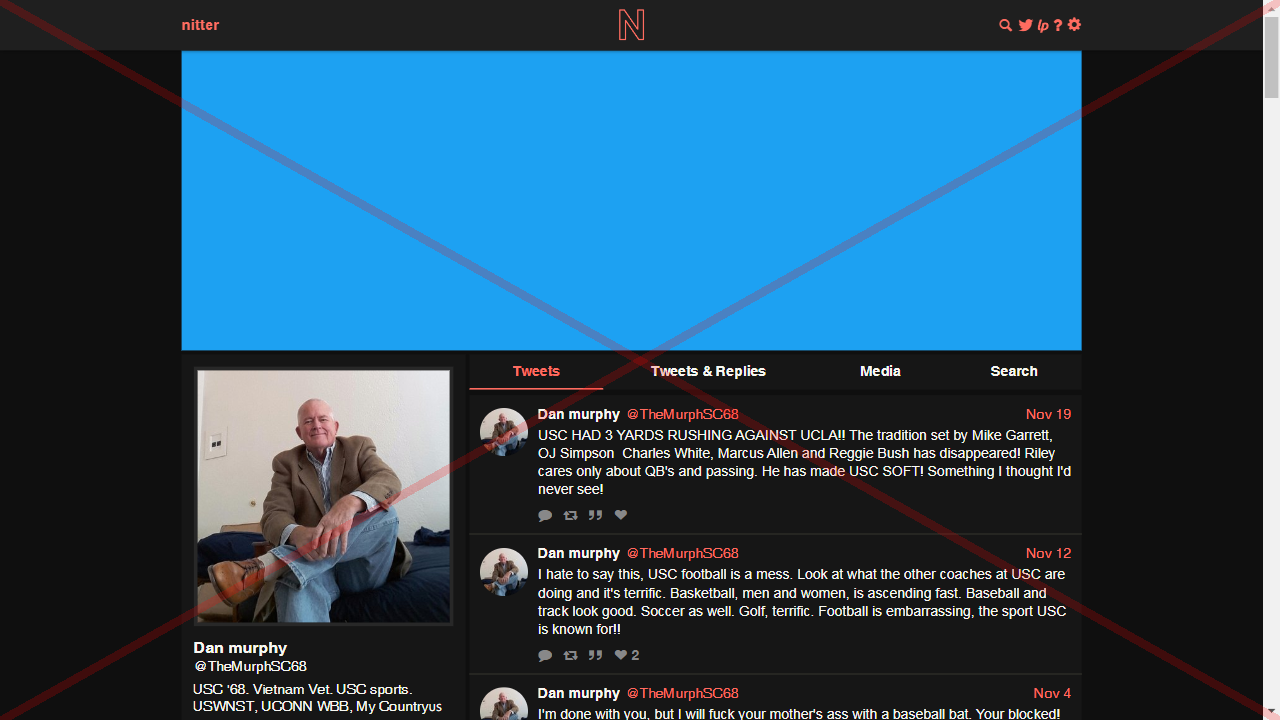 nitter
N
lp ?
Tweets
Tweets & Replies
Media
Search
Dan murphy @TheMurphSC68 Nov 19
USC HAD 3 YARDS RUSHING AGAINST UCLA!! The tradition set by Mike Garrett,
OJ Simpson  Charles White, Marcus Allen and Reggie Bush has disappeared! Riley
cares only about QB's and passing. He has made USC SOFT! Something I thought I'd
never see!
Dan murphy @TheMurphSC68 Nov 12
I hate to say this, USC football is a mess. Look at what the other coaches at USC are
doing and it's terrific. Basketball, men and women, is ascending fast. Baseball and
track look good. Soccer as well. Golf, terrific. Football is embarrassing, the sport USC
is known for!!
2
Dan murphy @TheMurphSC68 Nov 4
I'm done with you, but I will fuck your mother's ass with a baseball bat. Your blocked!
Dan murphy
@TheMurphSC68
USC '68. Vietnam Vet. USC sports.
USWNST, UCONN WBB, My Countryus